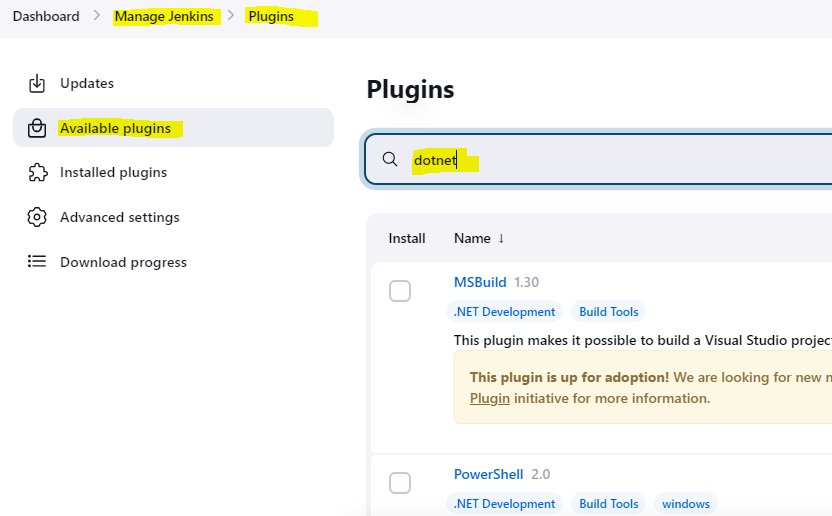 Dashboard > Manage Jenkins > Plugins
Updates
Available plugins
Installed plugins
Advanced settings
Download progress
Plugins
dotnet
Install Name ↓
MSBuild 1.30
.NET Development Build Tools
This plugin makes it possible to build a Visual Studio
This plugin is up for adoption! We are looking for new
Plugin initiative for more information.
PowerShell 2.0
.NET Development Build Tools windows